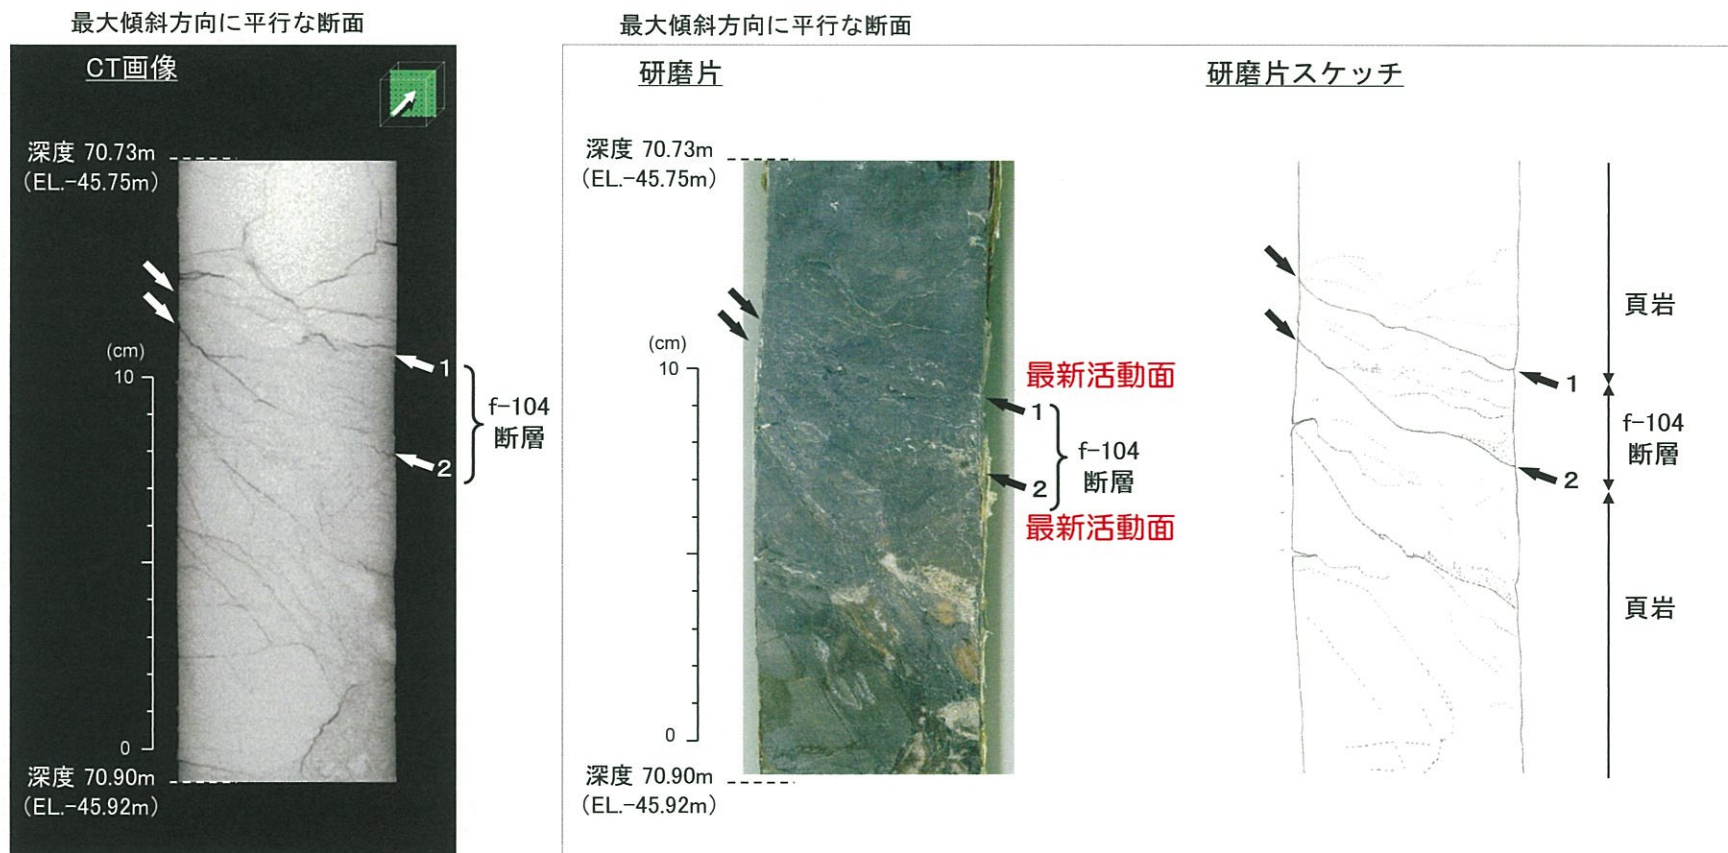 最大傾斜方向に平行な断面
CT画像
深度 70.73m
(EL.-45.75m)
(cm)
10
0
1
2
f-104
断層
深度 70.90m
(EL.-45.92m)
最大傾斜方向に平行な断面
研磨片
深度 70.73m
(EL.-45.75m)
(cm)
10
0
最新活動面
1
2
f-104
断層
最新活動面
深度 70.90m
(EL.-45.92m)
研磨片スケッチ
頁岩
1
f-104
断層
2
頁岩